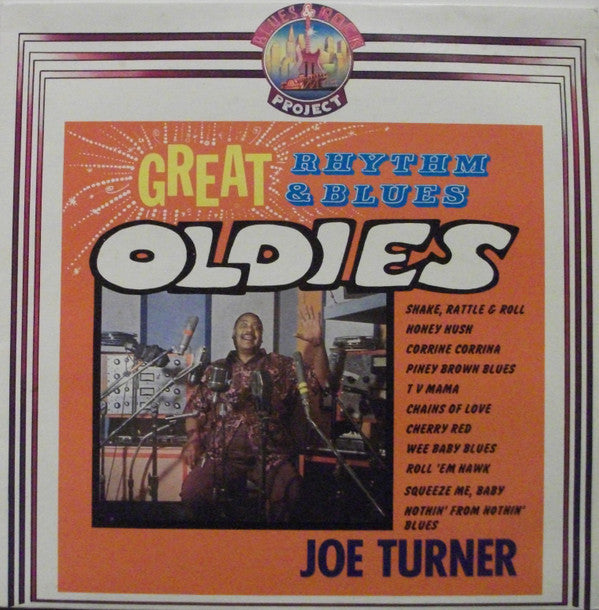 BLUES & ROCK
PROJECT
GREAT RHYTHM
& BLUES
OLDIES
SHAKE, RATTLE & ROLL
HONEY HUSH
CORRINE CORRINA
PINEY BROWN BLUES
T V MAMA
CHAINS OF LOVE
CHERRY RED
WEE BABY BLUES
ROLL 'EM HAWK
SQUEEZE ME, BABY
NOTHIN' FROM NOTHIN'
BLUES
JOE TURNER